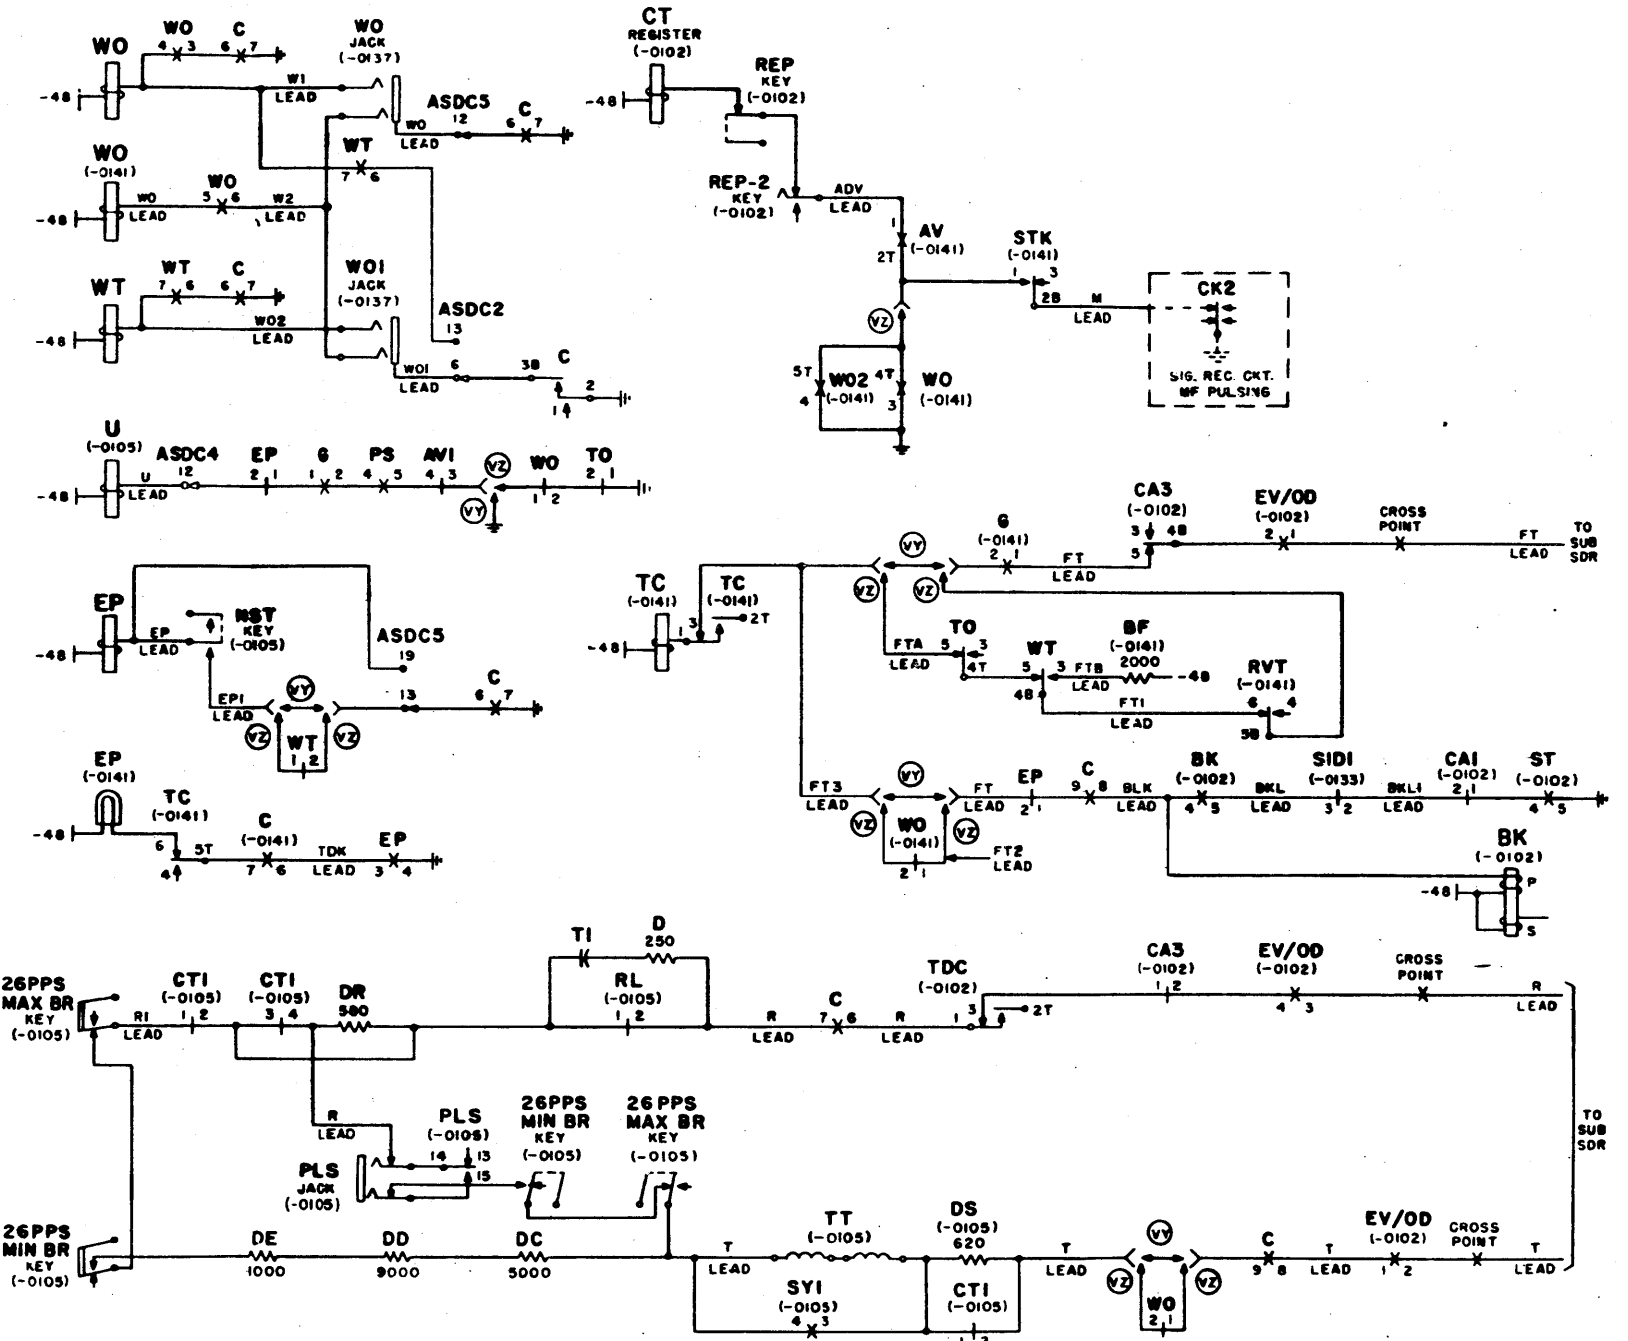 WO C WO
4 3 6 7 JACK
WO (-0137)
-48 W1
LEAD
ASDC5 C
12 6 7
WO
LEAD
WT
7 6
WO
(-0141)
WO
5 6
-48 WO W2
LEAD LEAD
WT C WO1
7 6 6 7 JACK
WT (-0137)
-48 WO2
LEAD
ASDC2
13
WO1 6 3B C
LEAD 2
1
CT
REGISTER
(-0102)
-48
REP
KEY
(-0102)
REP-2
KEY
(-0102)
ADV
LEAD
1 AV
2T (-0141)
STK
(-0141)
1 3
2B M
LEAD
CK2
SIG. REC. CKT.
MF PULSING
VZ
5T WO2 4T WO
4 (-0141) 3 (-0141)
U
(-0105)
-48 U
LEAD
ASDC4 EP G PS AV1
12 2 1 1 2 4 5 4 3
VZ
VY
WO TO
1 2 2 1
EP
-48 EP
LEAD
NST
KEY
(-0105)
ASDC5
19
EP1
LEAD
VY
VZ VZ
WT
1 2
13
C
6 7
EP
(-0141)
-48
TC
(-0141)
6 5T
4
C
(-0141)
7 6
TDK
LEAD
EP
3 4
TC
(-0141)
-48
TC
(-0141)
1 3 2T
VY
VZ VZ
G
(-0141)
2 1
FT
LEAD
CA3
(-0102)
3 4B
5
EV/OD
(-0102)
2 1
CROSS
POINT
FT
LEAD
TO
SUB
SDR
FTA
LEAD
TO
5 3
4T
WT
5 3
4B
FTB
LEAD
BF
(-0141)
2000
-48
FT1
LEAD
RVT
(-0141)
6 4
5B
FT3
LEAD
VY
VZ VZ
WO
(-0141)
2 1
FT2
LEAD
FT
LEAD
EP
2 1
C
9 8
BLK
LEAD
BK
(-0102)
4 5
BKL
LEAD
SID1
(-0133)
3 2
BKL1
LEAD
CA1
(-0102)
2 1
ST
(-0102)
4 5
BK
(-0102)
-48 P
S
26PPS
MAX BR
KEY
(-0105)
R1
LEAD
CT1
(-0105)
1 2
CT1
(-0105)
3 4
DR
580
T1 D
250
RL
(-0105)
1 2
R
LEAD
C
7 6
R
LEAD
TDC
(-0102)
1 3 2T
CA3
(-0102)
1 2
EV/OD
(-0102)
4 3
CROSS
POINT
R
LEAD
R
LEAD
PLS
JACK
(-0105)
PLS
(-0105)
14 13
15
26PPS
MIN BR
KEY
(-0105)
26PPS
MAX BR
KEY
(-0105)
TO
SUB
SDR
26PPS
MIN BR
KEY
(-0105)
DE
1000
DD
9000
DC
5000
T
LEAD
TT
(-0105)
SY1
(-0105)
4 3
DS
(-0105)
620
CT1
(-0105)
T
LEAD
VY
VZ VZ
WO
2 1
C
9 8
T
LEAD
EV/OD
(-0102)
1 2
CROSS
POINT
T
LEAD